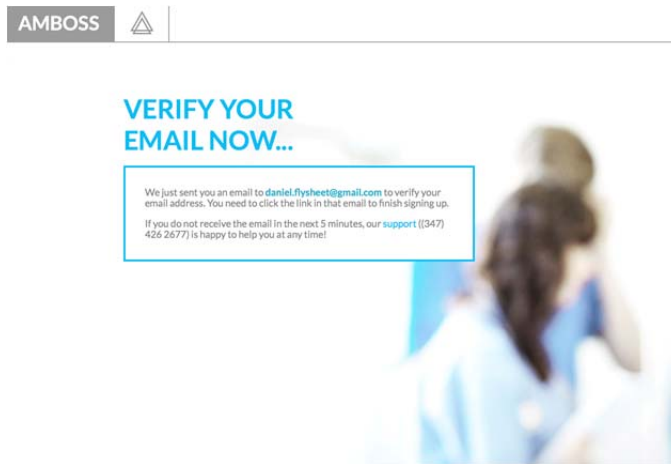 AMBOSS
VERIFY YOUR
EMAIL NOW...
We just sent you an email to daniel.flysheet@gmail.com to verify your
email address. You need to click the link in that email to finish signing up.
If you do not receive the email in the next 5 minutes, our support ((347)
426 2677) is happy to help you at any time!